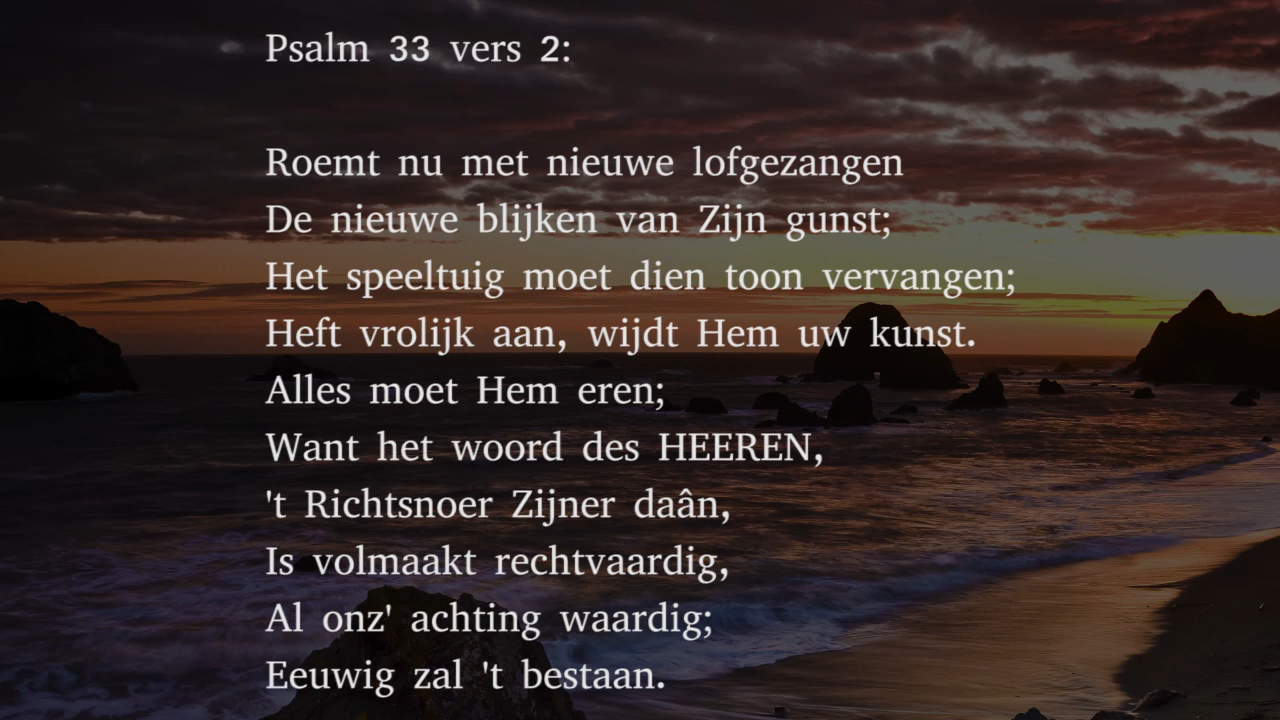 Psalm 33 vers 2:
Roemt nu met nieuwe lofgezangen
De nieuwe blijken van Zijn gunst;
Het speeltuig moet dien toon vervangen;
Heft vrolijk aan, wijdt Hem uw kunst.
Alles moet Hem eren;
Want het woord des HEEREN,
't Richtsnoer Zijner daân,
Is volmaakt rechtvaardig,
Al onz' achting waardig;
Eeuwig zal 't bestaan.